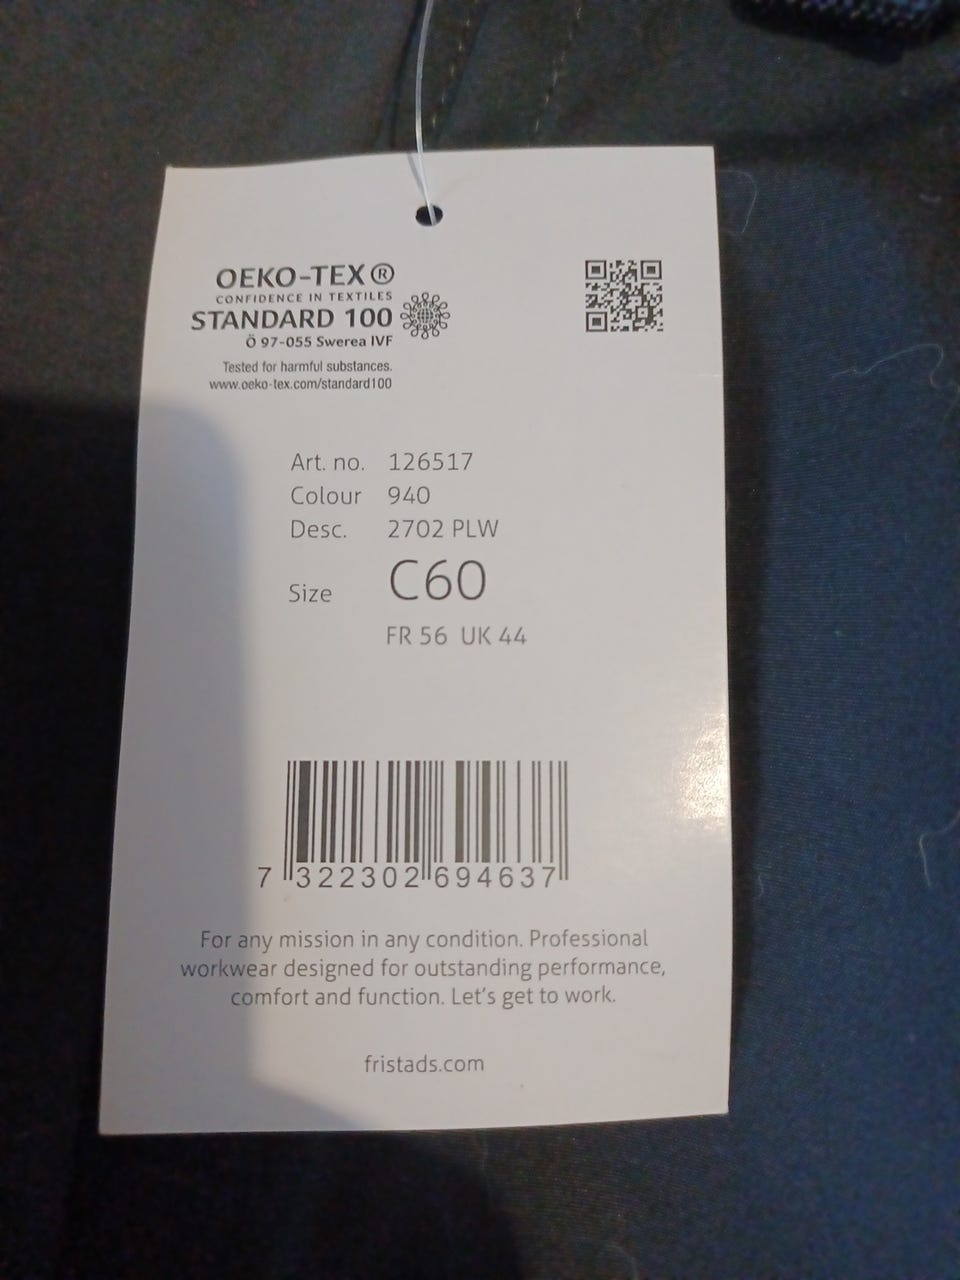 OEKO-TEX®
CONFIDENCE IN TEXTILES
STANDARD 100
Ö 97-055 Swerea IVF
Tested for harmful substances.
www.oeko-tex.com/standard100
Art. no. 126517
Colour 940
Desc. 2702 PLW
Size C60
FR 56 UK 44
7 322302 694637
For any mission in any condition. Professional
workwear designed for outstanding performance,
comfort and function. Let's get to work.
fristads.com